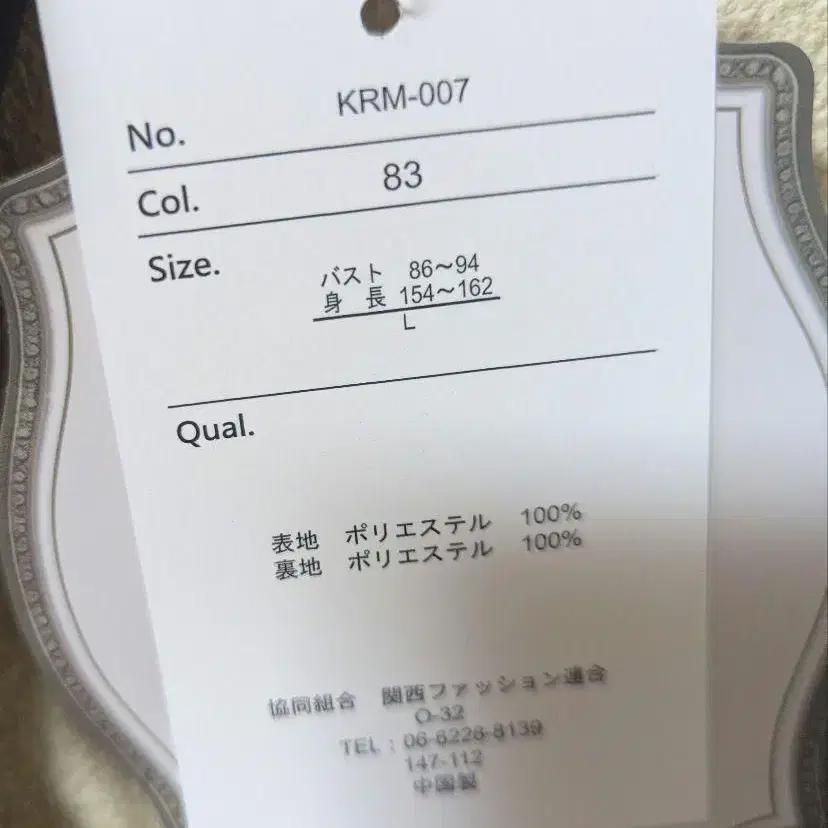 No. KRM-007
Col. 83
Size.
バスト 86～94
身 長 154～162
L
Qual.
表地 ポリエステル 100%
裏地 ポリエステル 100%
協同組合 関西ファッション連合
O-32
TEL : 06-6228-8139
147-112
中国製